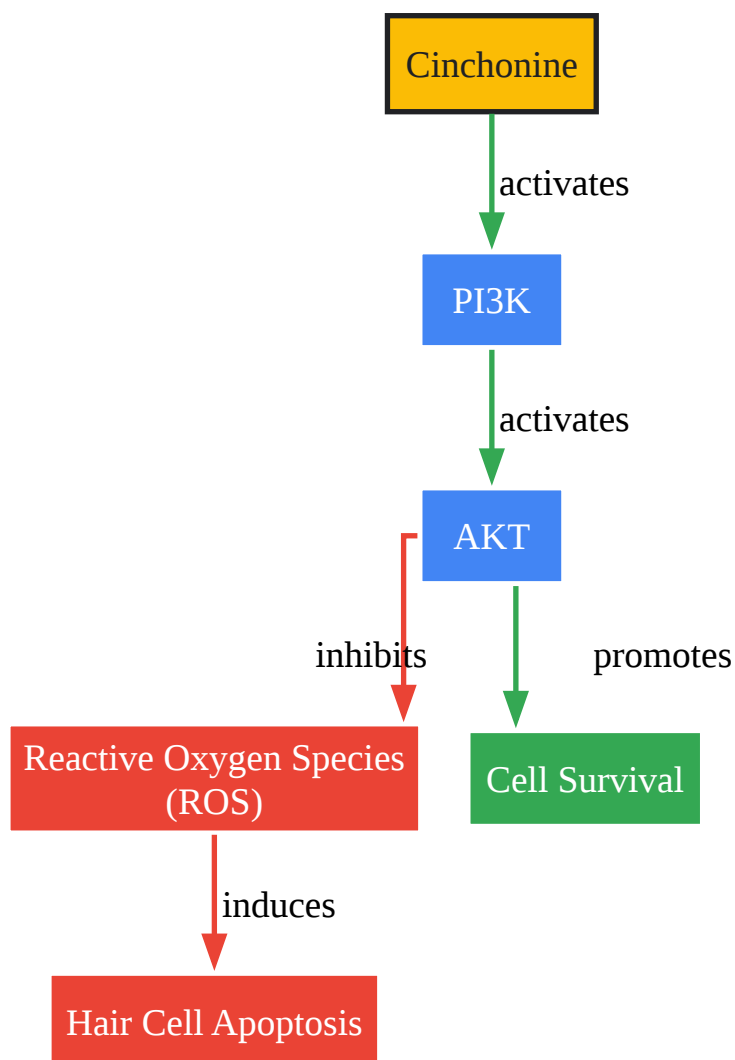 Cinchonine
activates
PI3K
activates
AKT
inhibits
promotes
Reactive Oxygen Species
(ROS)
Cell Survival
induces
Hair Cell Apoptosis